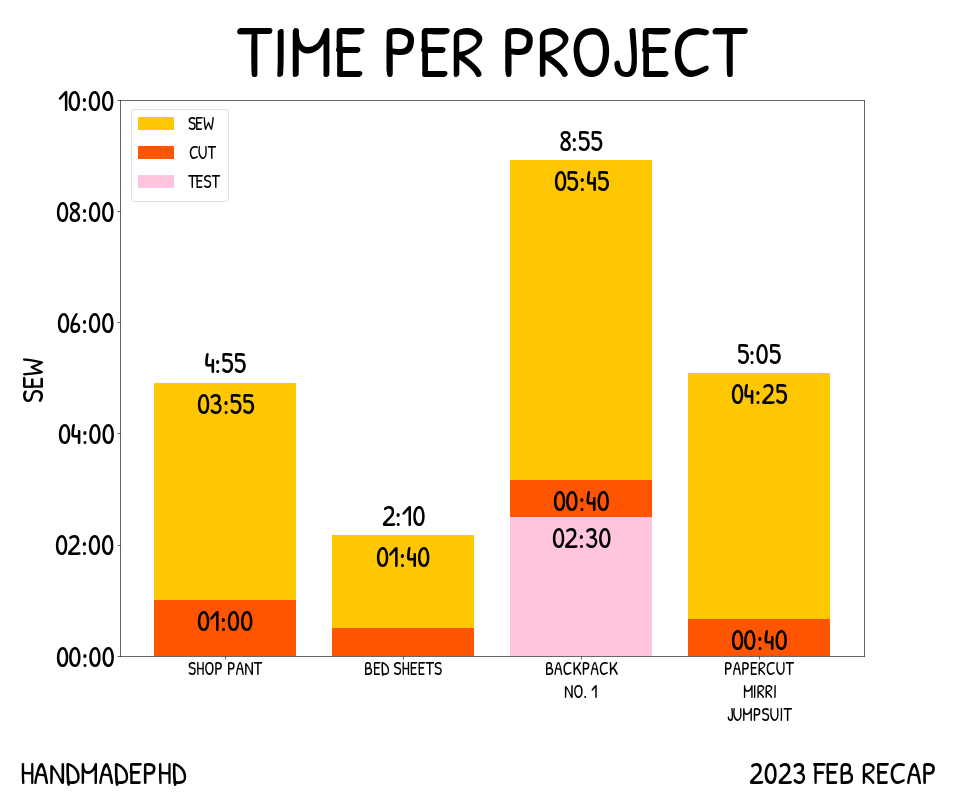 TIME PER PROJECT
10:00
08:00
06:00
04:00
02:00
00:00
SEW
SEW
CUT
TEST
4:55
03:55
01:00
2:10
01:40
8:55
05:45
00:40
02:30
5:05
04:25
00:40
SHOP PANT
BED SHEETS
BACKPACK
NO. 1
PAPERCUT
MIRRI
JUMPSUIT
HANDMADEPHD
2023 FEB RECAP